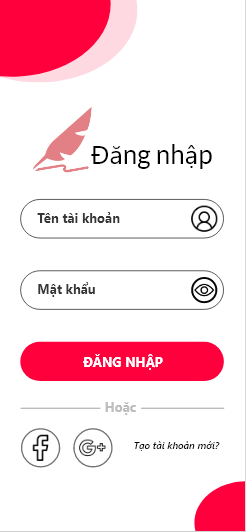 Đăng nhập
Tên tài khoản
Mật khẩu
ĐĂNG NHẬP
Hoặc
Tạo tài khoản mới?